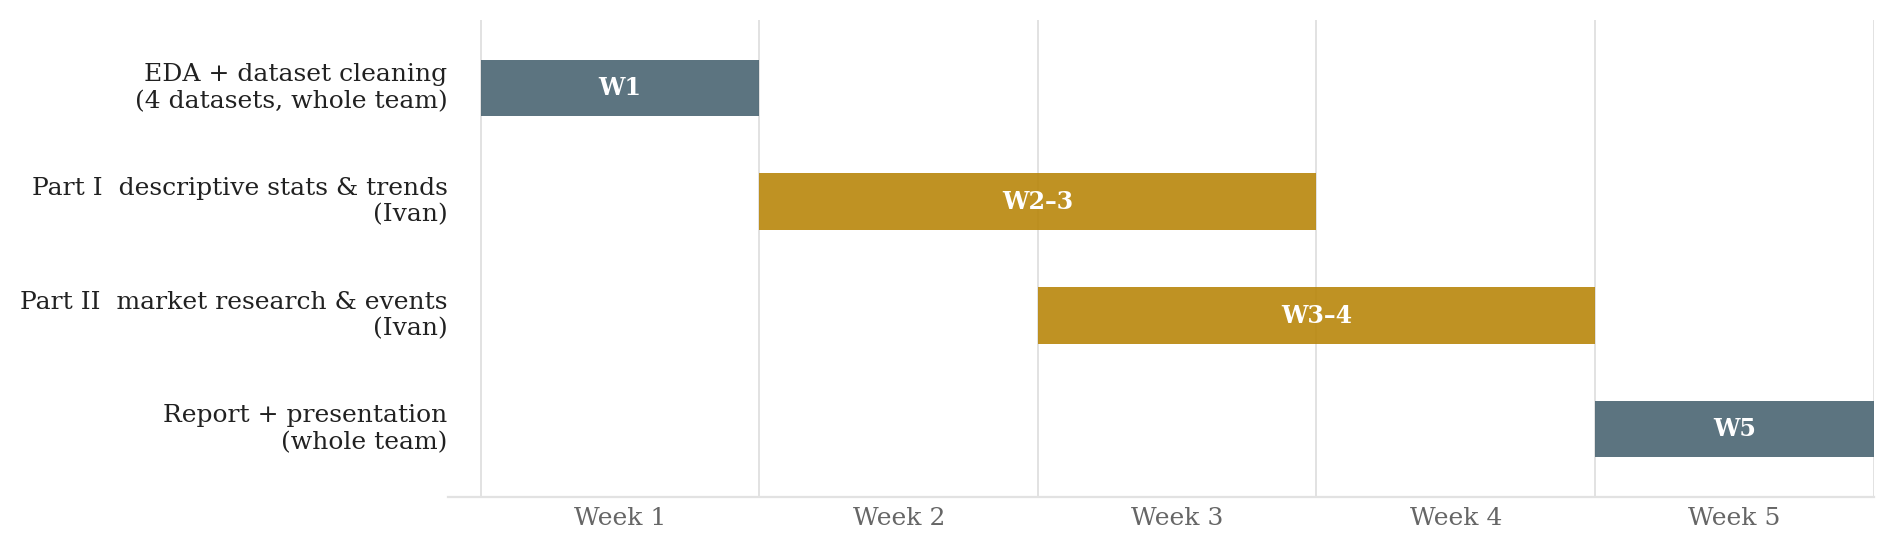 EDA + dataset cleaning
(4 datasets, whole team)
W1
Part I  descriptive stats & trends
(Ivan)
W2–3
Part II  market research & events
(Ivan)
W3–4
Report + presentation
(whole team)
W5
Week 1
Week 2
Week 3
Week 4
Week 5